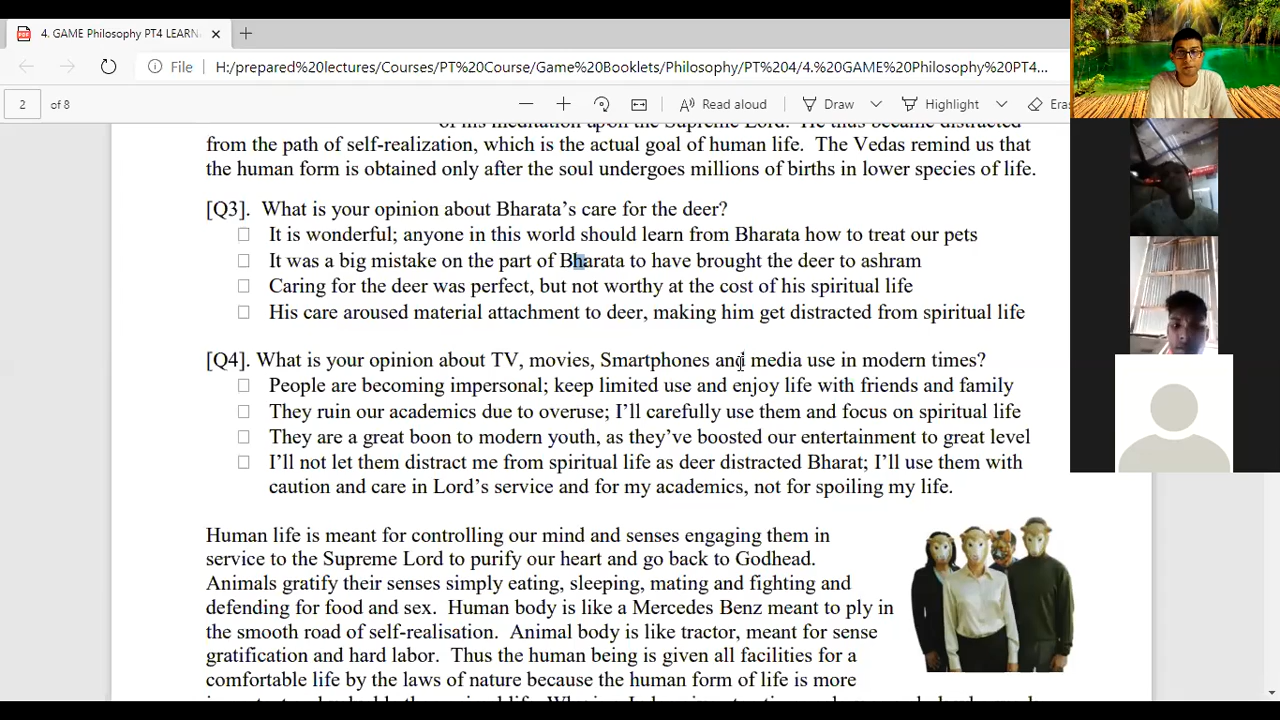 4. GAME Philosophy PT4 LEARN
File
H:/prepared%20lectures/Courses/PT%20Course/Game%20Booklets/Philosophy/PT%204/4.%20GAME%20Philosophy%20PT4...
2 of 8
Read aloud
Draw
Highlight
Eras
of his meditation upon the Supreme Lord. He thus became distracted
from the path of self-realization, which is the actual goal of human life. The Vedas remind us that
the human form is obtained only after the soul undergoes millions of births in lower species of life.
[Q3]. What is your opinion about Bharata's care for the deer?
It is wonderful; anyone in this world should learn from Bharata how to treat our pets
It was a big mistake on the part of Bharata to have brought the deer to ashram
Caring for the deer was perfect, but not worthy at the cost of his spiritual life
His care aroused material attachment to deer, making him get distracted from spiritual life
[Q4]. What is your opinion about TV, movies, Smartphones and media use in modern times?
People are becoming impersonal; keep limited use and enjoy life with friends and family
They ruin our academics due to overuse; I'll carefully use them and focus on spiritual life
They are a great boon to modern youth, as they've boosted our entertainment to great level
I'll not let them distract me from spiritual life as deer distracted Bharat; I'll use them with
caution and care in Lord's service and for my academics, not for spoiling my life.
Human life is meant for controlling our mind and senses engaging them in
service to the Supreme Lord to purify our heart and go back to Godhead.
Animals gratify their senses simply eating, sleeping, mating and fighting and
defending for food and sex. Human body is like a Mercedes Benz meant to ply in
the smooth road of self-realisation. Animal body is like tractor, meant for sense
gratification and hard labor. Thus the human being is given all facilities for a
comfortable life by the laws of nature because the human form of life is more